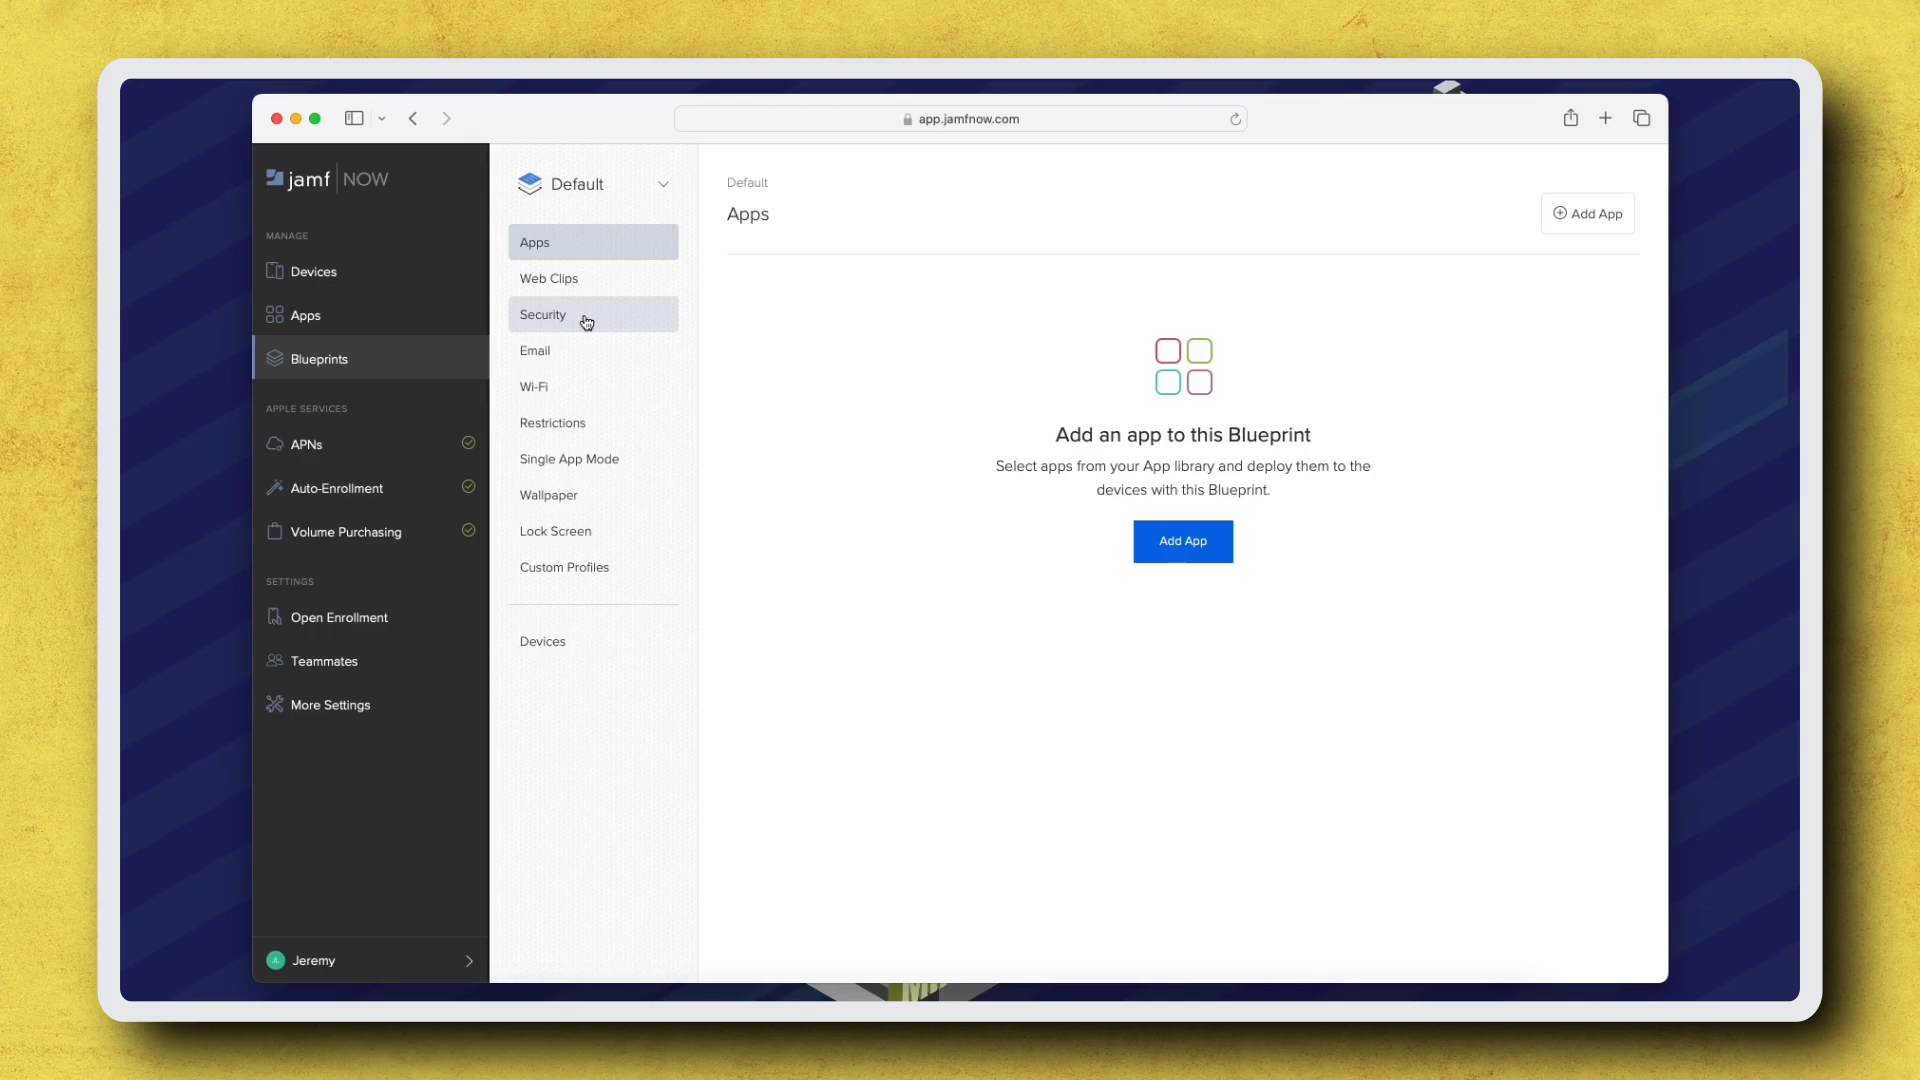 app.jamfnow.com
jamf NOW
MANAGE
Devices
Apps
Blueprints
APPLE SERVICES
APNs
Auto-Enrollment
Volume Purchasing
SETTINGS
Open Enrollment
Teammates
More Settings
JL Jeremy
Default
Apps
Web Clips
Security
Email
Wi-Fi
Restrictions
Single App Mode
Wallpaper
Lock Screen
Custom Profiles
Devices
Default
Apps
Add App
Add an app to this Blueprint
Select apps from your App library and deploy them to the
devices with this Blueprint.
Add App